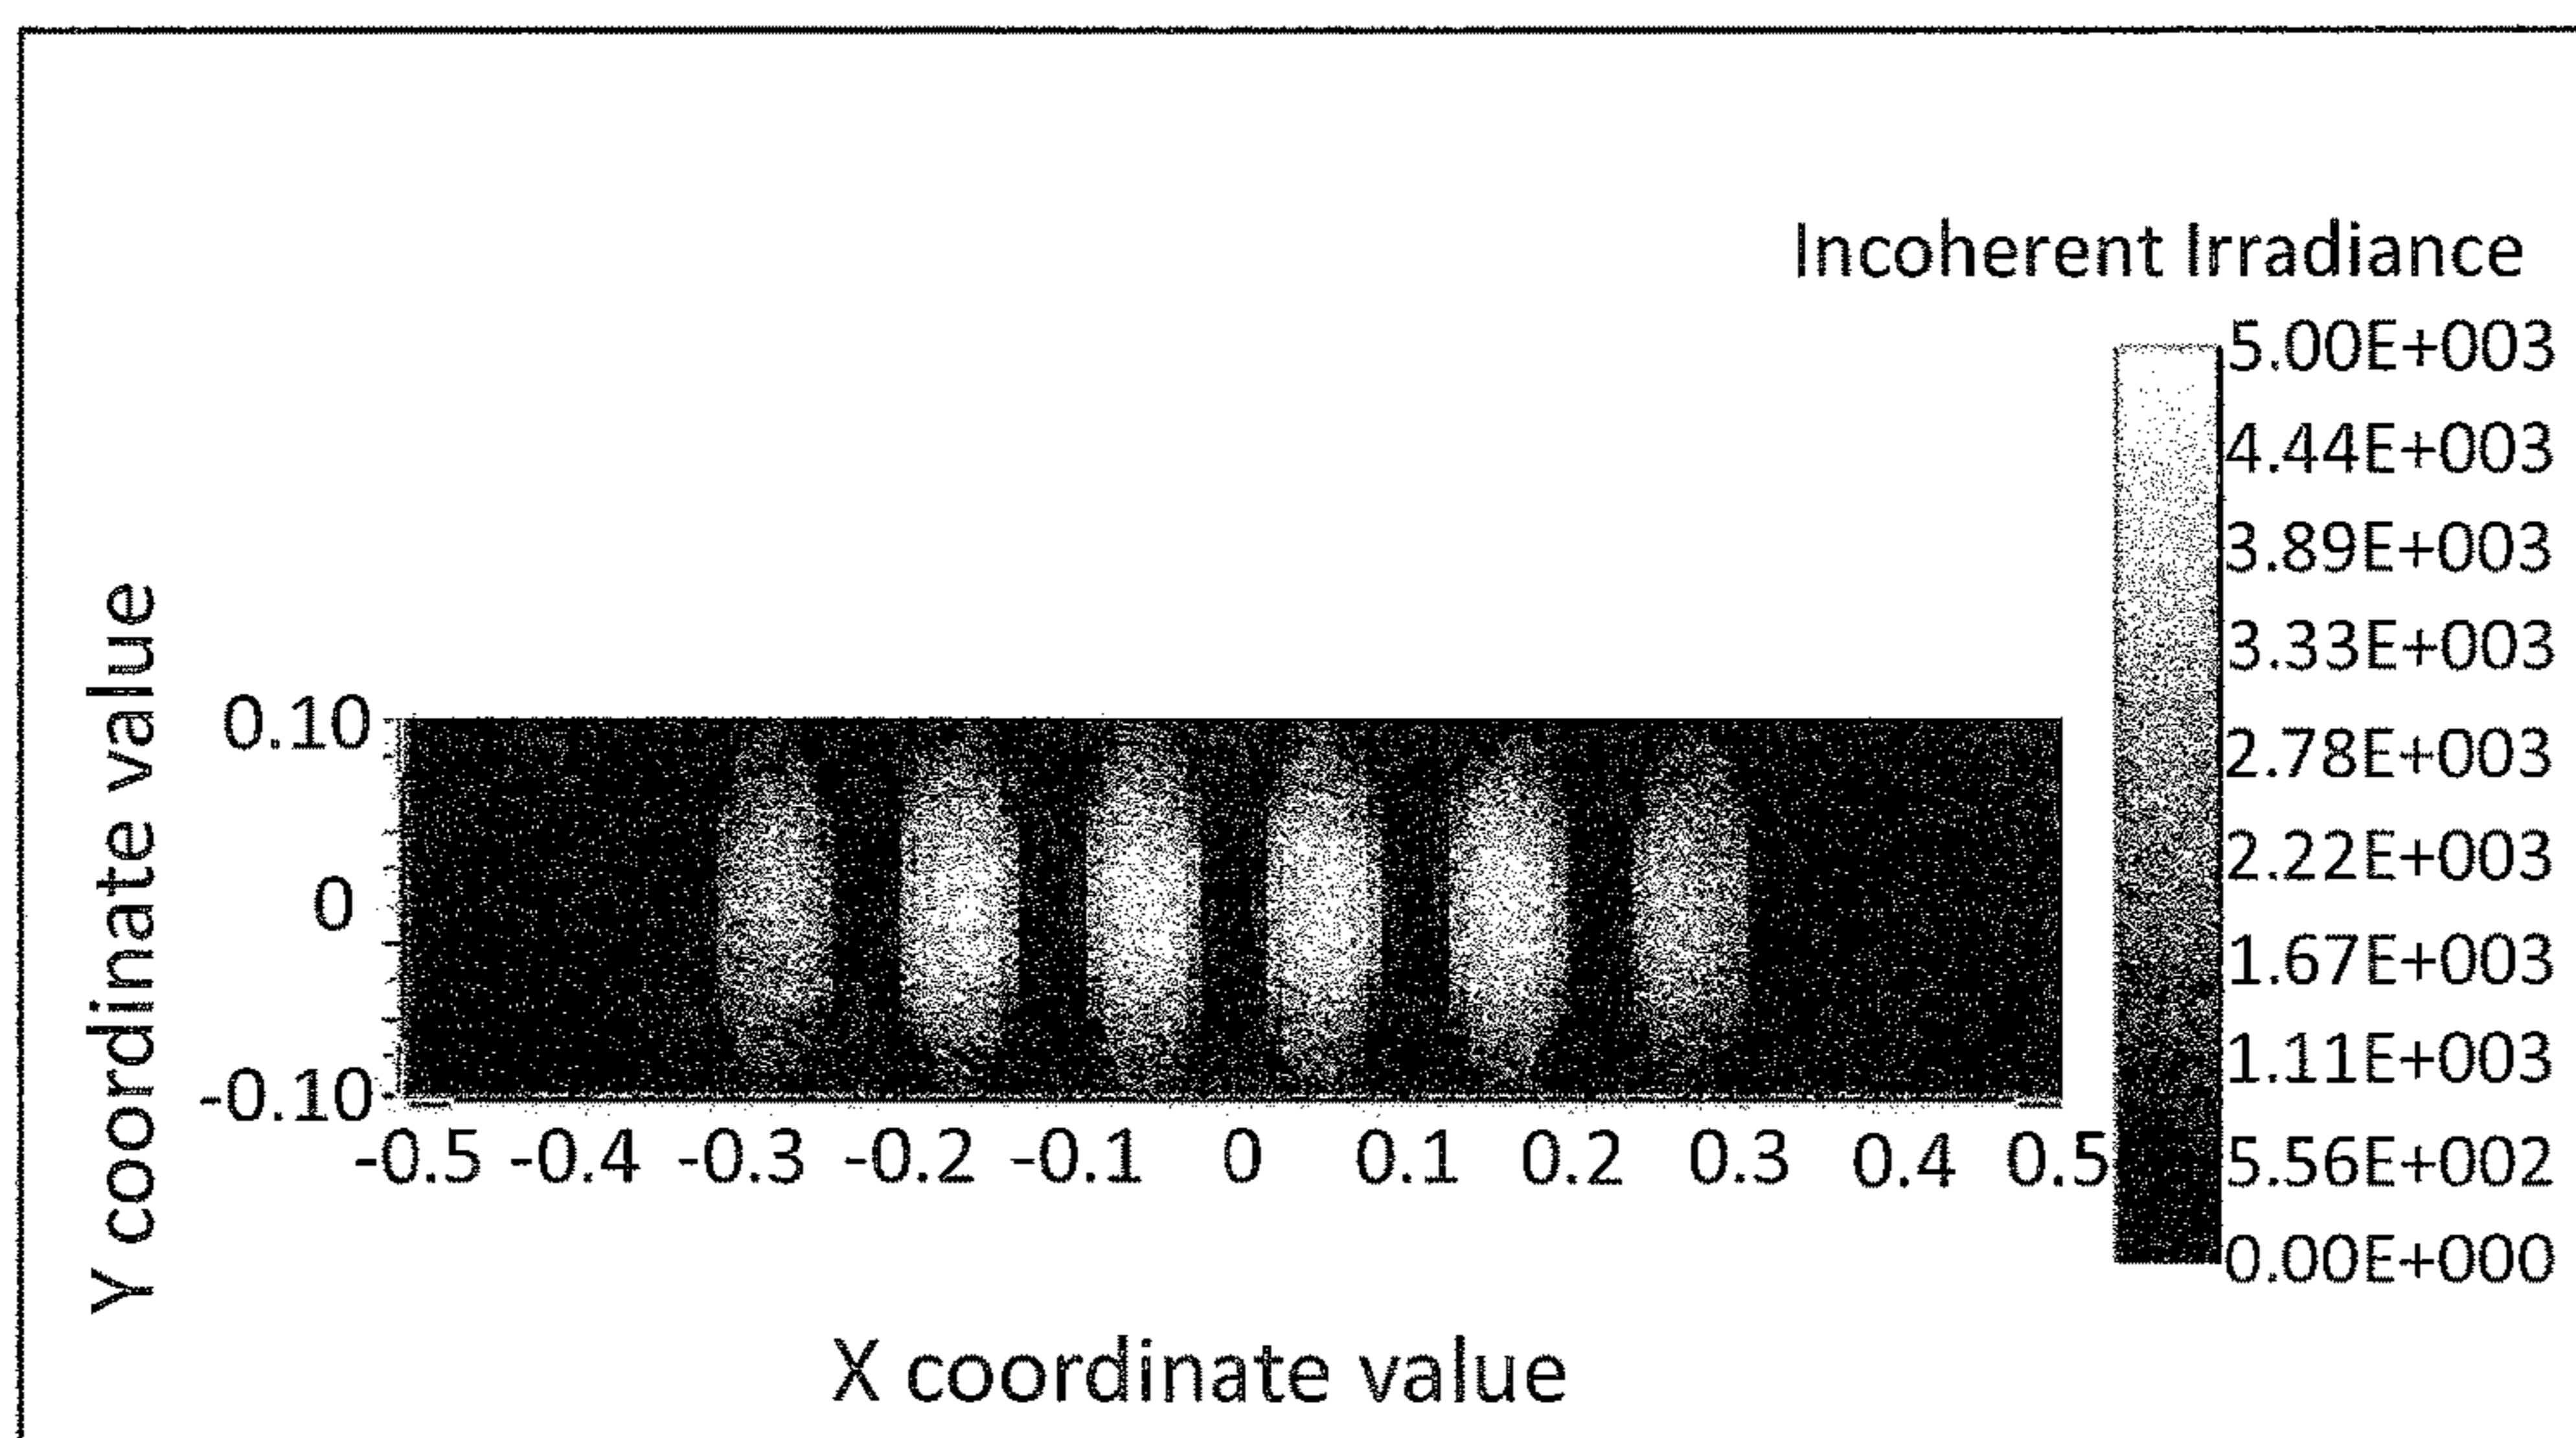 Incoherent Irradiance
5.00E+003
4.44E+003
3.89E+003
3.33E+003
2.78E+003
2.22E+003
1.67E+003
1.11E+003
5.56E+002
0.00E+000
Y coordinate value
0.10
0
-0.10
-0.5 -0.4 -0.3 -0.2 -0.1 0 0.1 0.2 0.3 0.4 0.5
X coordinate value